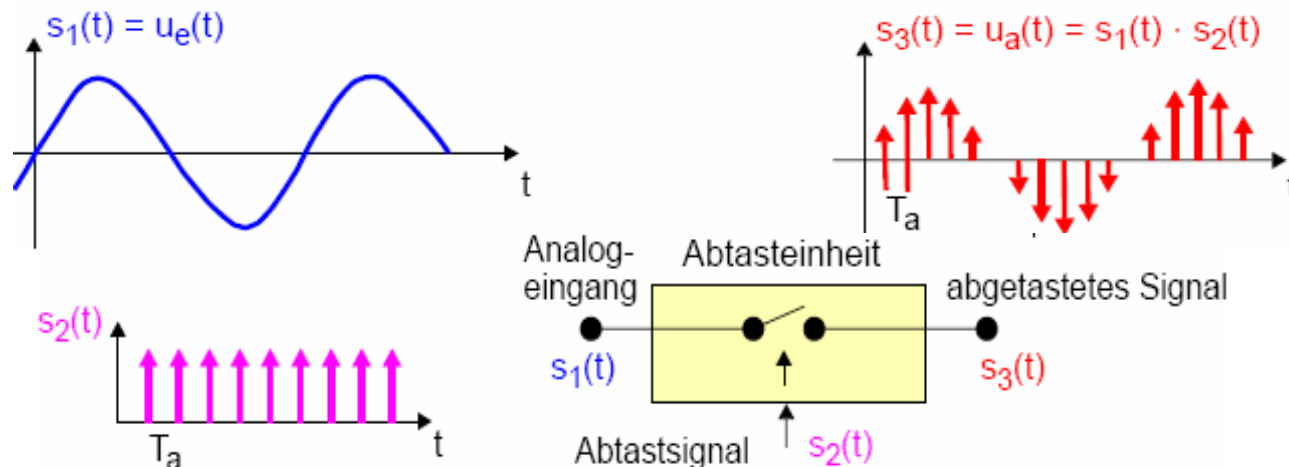 s₁(t) = uₑ(t)
t
s₃(t) = uₐ(t) = s₁(t) · s₂(t)
t
Tₐ
s₂(t)
t
Tₐ
Analog-
eingang
Abtasteinheit
abgetastetes Signal
s₁(t)
s₃(t)
Abtastsignal
s₂(t)